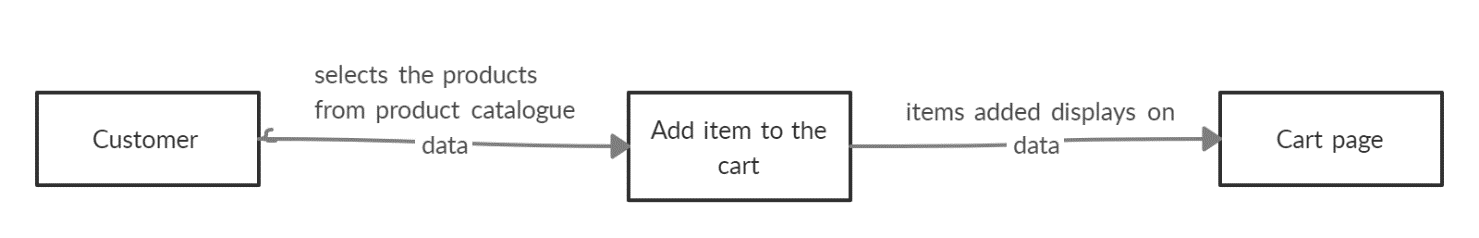 Customer
selects the products
from product catalogue
data
Add item to the
cart
items added displays on
data
Cart page